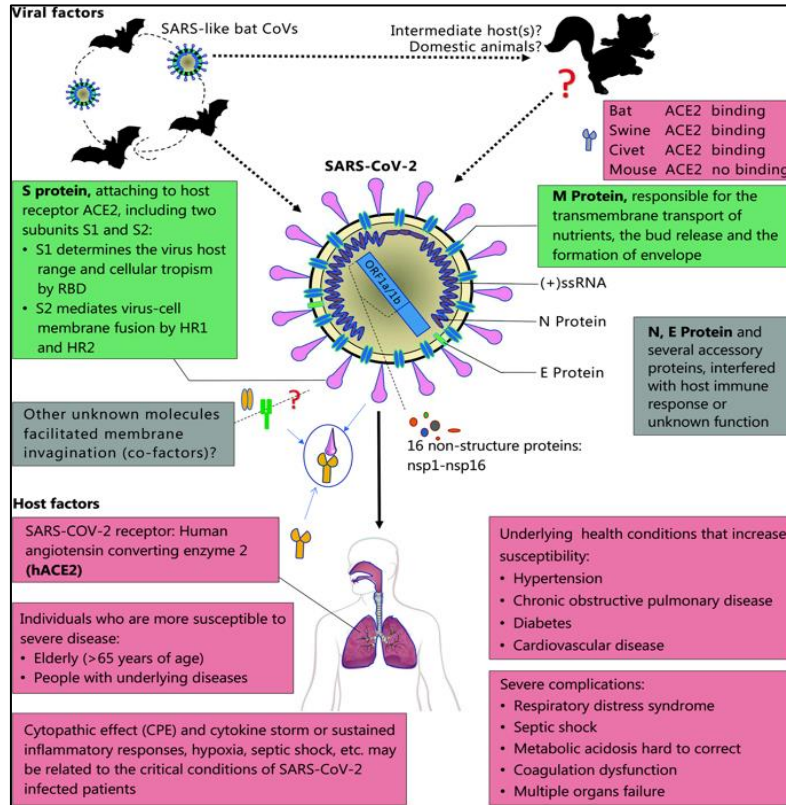 Viral factors
SARS-like bat CoVs
Intermediate host(s)?
Domestic animals?
?
Bat ACE2 binding
Swine ACE2 binding
Civet ACE2 binding
Mouse ACE2 no binding
SARS-CoV-2
S protein, attaching to host
receptor ACE2, including two
subunits S1 and S2:
• S1 determines the virus host
range and cellular tropism
by RBD
• S2 mediates virus-cell
membrane fusion by HR1
and HR2
M Protein, responsible for the
transmembrane transport of
nutrients, the bud release and the
formation of envelope
ORF1a/1b
(+)ssRNA
N Protein
E Protein
N, E Protein and
several accessory
proteins, interfered
with host immune
response or
unknown function
?
Other unknown molecules
facilitated membrane
invagination (co-factors)?
16 non-structure proteins:
nsp1-nsp16
Host factors
SARS-COV-2 receptor: Human
angiotensin converting enzyme 2
(hACE2)
Individuals who are more susceptible to
severe disease:
• Elderly (>65 years of age)
• People with underlying diseases
Cytopathic effect (CPE) and cytokine storm or sustained
inflammatory responses, hypoxia, septic shock, etc. may
be related to the critical conditions of SARS-CoV-2
infected patients
Underlying health conditions that increase
susceptibility:
• Hypertension
• Chronic obstructive pulmonary disease
• Diabetes
• Cardiovascular disease
Severe complications:
• Respiratory distress syndrome
• Septic shock
• Metabolic acidosis hard to correct
• Coagulation dysfunction
• Multiple organs failure